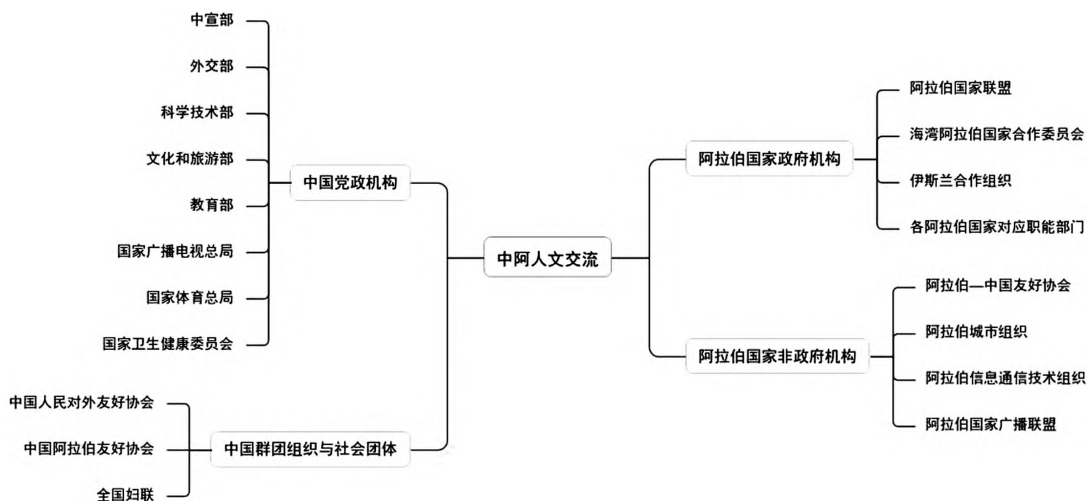 中宣部
外交部
科学技术部
文化和旅游部
教育部
国家广播电视总局
国家体育总局
国家卫生健康委员会
中国党政机构
中国人民对外友好协会
中国阿拉伯友好协会
全国妇联
中国群团组织与社会团体
中阿人文交流
阿拉伯国家政府机构
阿拉伯国家联盟
海湾阿拉伯国家合作委员会
伊斯兰合作组织
各阿拉伯国家对应职能部门
阿拉伯国家非政府机构
阿拉伯—中国友好协会
阿拉伯城市组织
阿拉伯信息通信技术组织
阿拉伯国家广播联盟